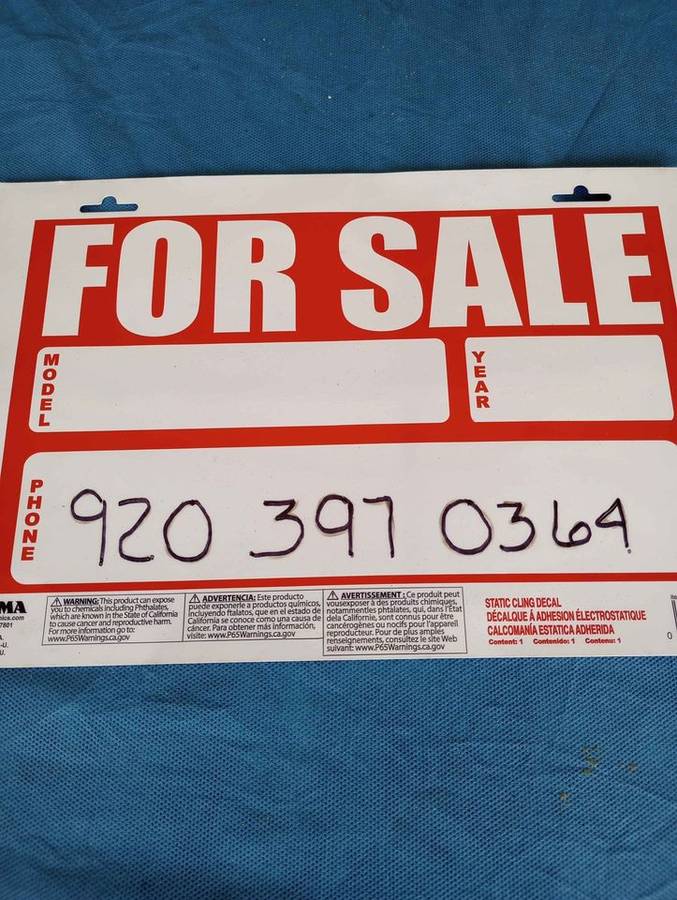 FOR SALE
MODEL
YEAR
PHONE
920 397 0364
WARNING: This product can expose
you to chemicals including Phthalates,
which are known in the State of California
to cause cancer and reproductive harm.
For more information go to:
www.P65Warnings.ca.gov
ADVERTENCIA: Este producto
puede exponerle a productos químicos,
incluyendo ftalatos, que en el estado de
California se conoce como una causa de
cáncer. Para obtener más información,
visite: www.P65Warnings.ca.gov
AVERTISSEMENT: Ce produit peut
vousexposer à des produits chimiques,
notammentles phtalates, qui, dans l'Etat
dela Californie, sont connus pour être
cancérogènes ou nocifs pour l'appareil
reproducteur. Pour de plus amples
renseignements, consultez le site Web
suivant: www.P65Warnings.ca.gov
STATIC CLING DECAL
DÉCALQUE À ADHESION ÉLECTROSTATIQUE
CALCOMANÍA ESTATICA ADHERIDA
Content: 1 Contenido: 1 Contenu: 1
0